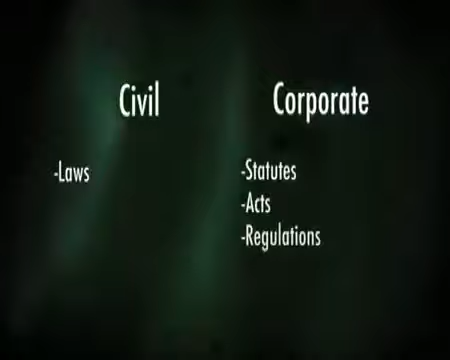 Civil
-Laws
Corporate
-Statutes
-Acts
-Regulations